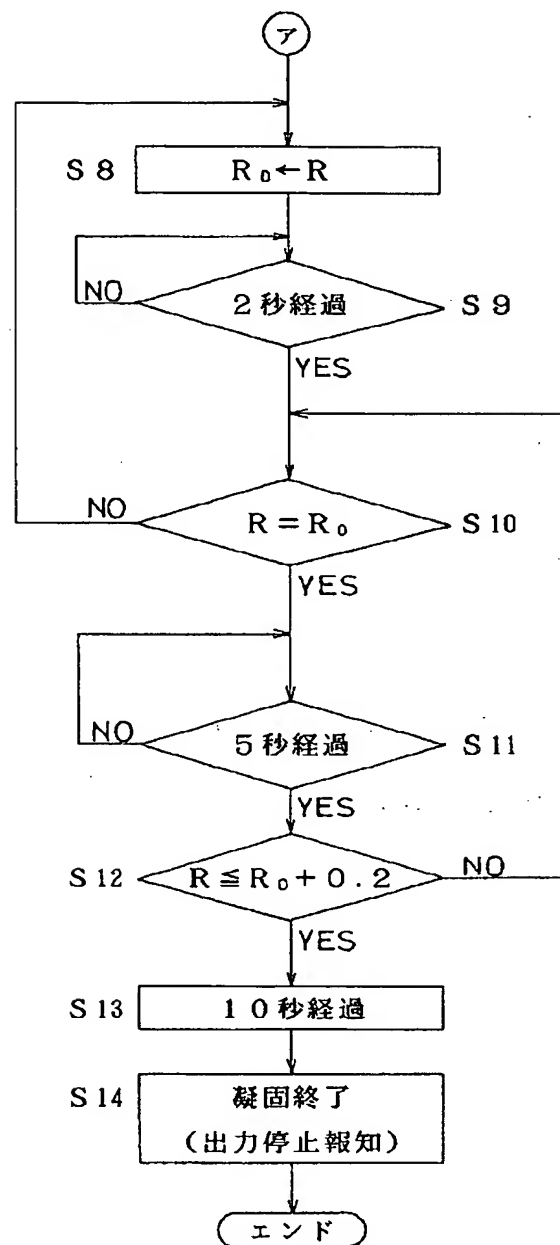 ア
S 8
R₀←R
NO
2秒経過
S 9
YES
NO
R＝R₀
S 10
YES
NO
5秒経過
S 11
YES
S 12
R≦R₀＋0.2
NO
YES
S 13
10秒経過
S 14
凝固終了
（出力停止報知）
エンド